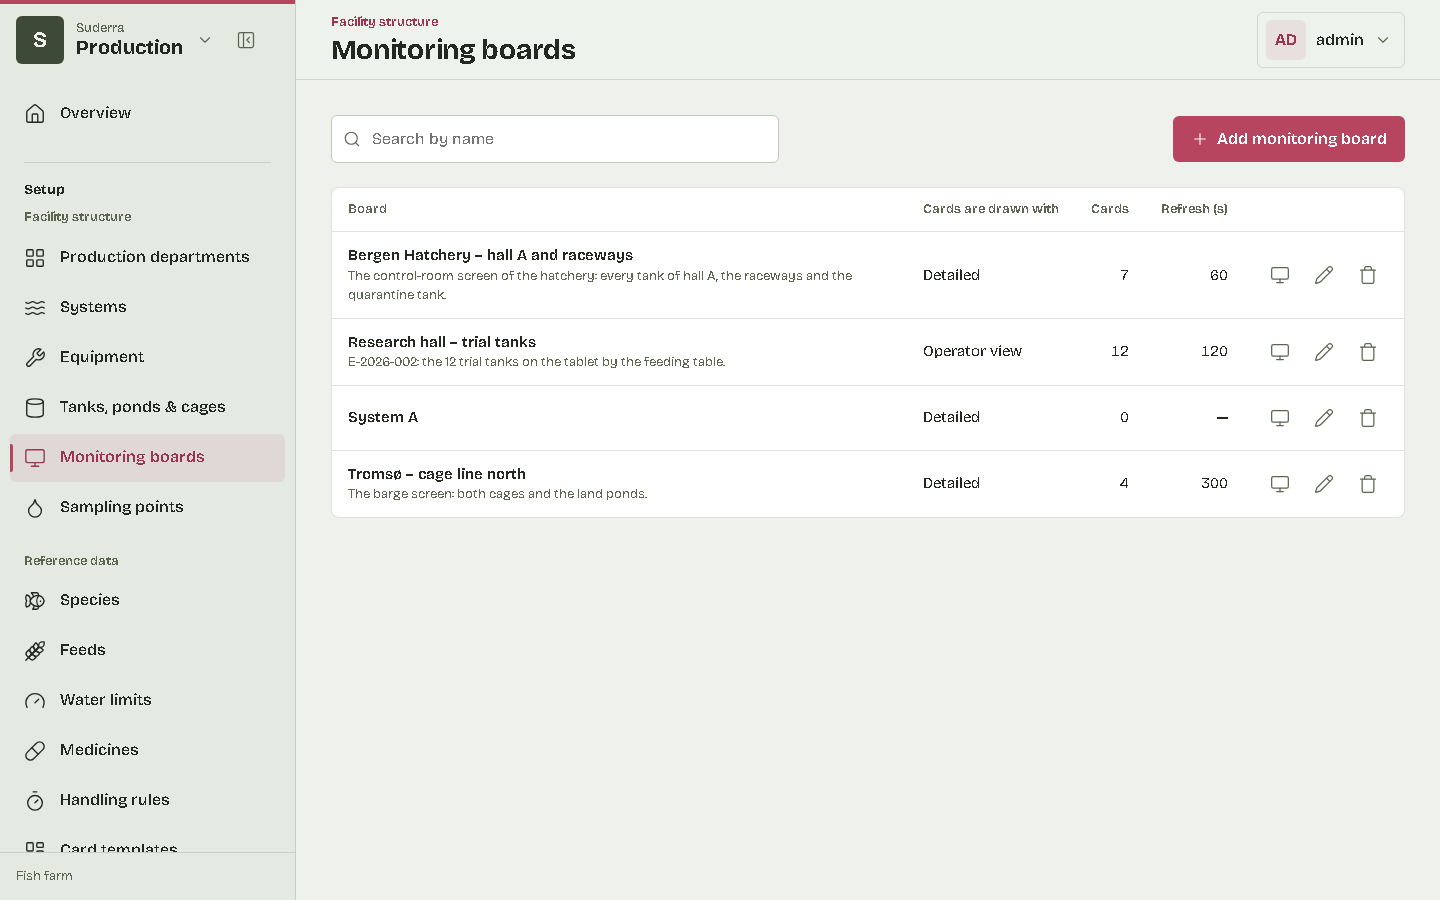 S
Suderra
Production
Overview
Setup
Facility structure
Production departments
Systems
Equipment
Tanks, ponds & cages
Monitoring boards
Sampling points
Reference data
Species
Feeds
Water limits
Medicines
Handling rules
Card templates
Fish farm
Facility structure
Monitoring boards
AD admin
Search by name
+ Add monitoring board
Board Cards are drawn with Cards Refresh (s)
Bergen Hatchery – hall A and raceways
The control-room screen of the hatchery: every tank of hall A, the raceways and the
quarantine tank.
Detailed 7 60
Research hall – trial tanks
E-2026-002: the 12 trial tanks on the tablet by the feeding table.
Operator view 12 120
System A Detailed 0 —
Tromsø – cage line north
The barge screen: both cages and the land ponds.
Detailed 4 300